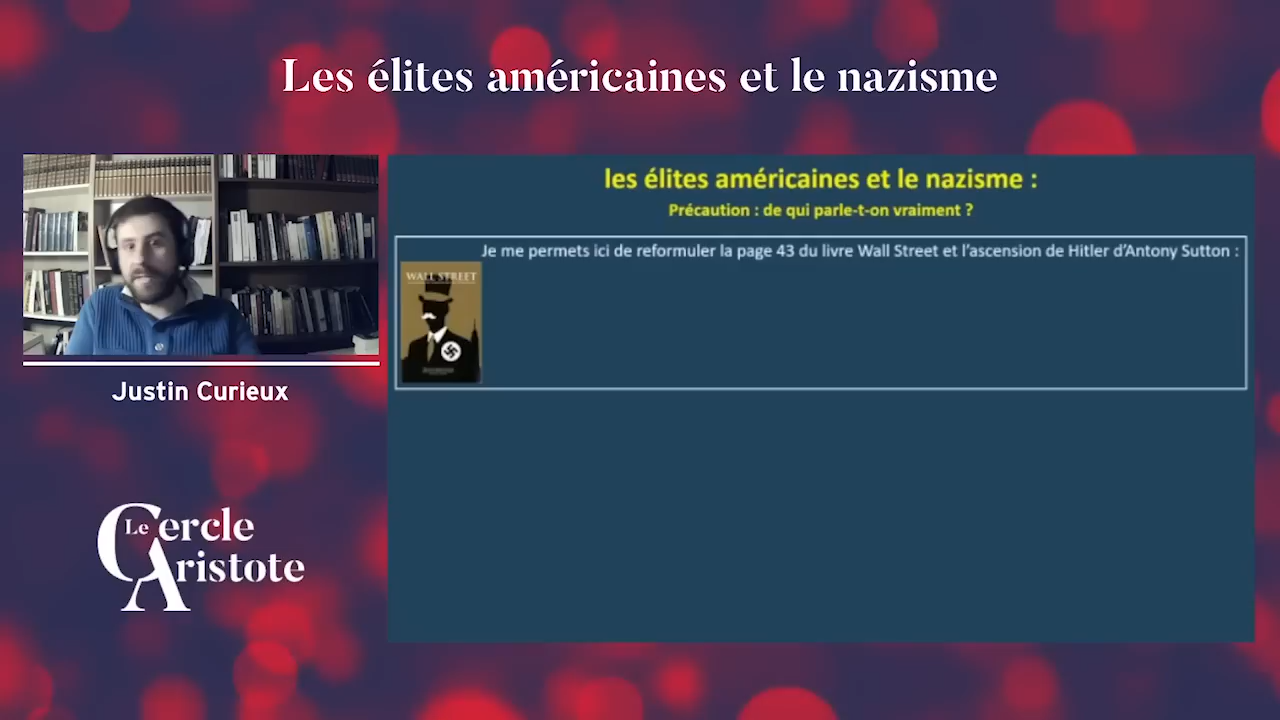 Les élites américaines et le nazisme
les élites américaines et le nazisme :
Précaution : de qui parle-t-on vraiment ?
Je me permets ici de reformuler la page 43 du livre Wall Street et l'ascension de Hitler d'Antony Sutton :
WALL STREET
Justin Curieux
Le Cercle
Aristote